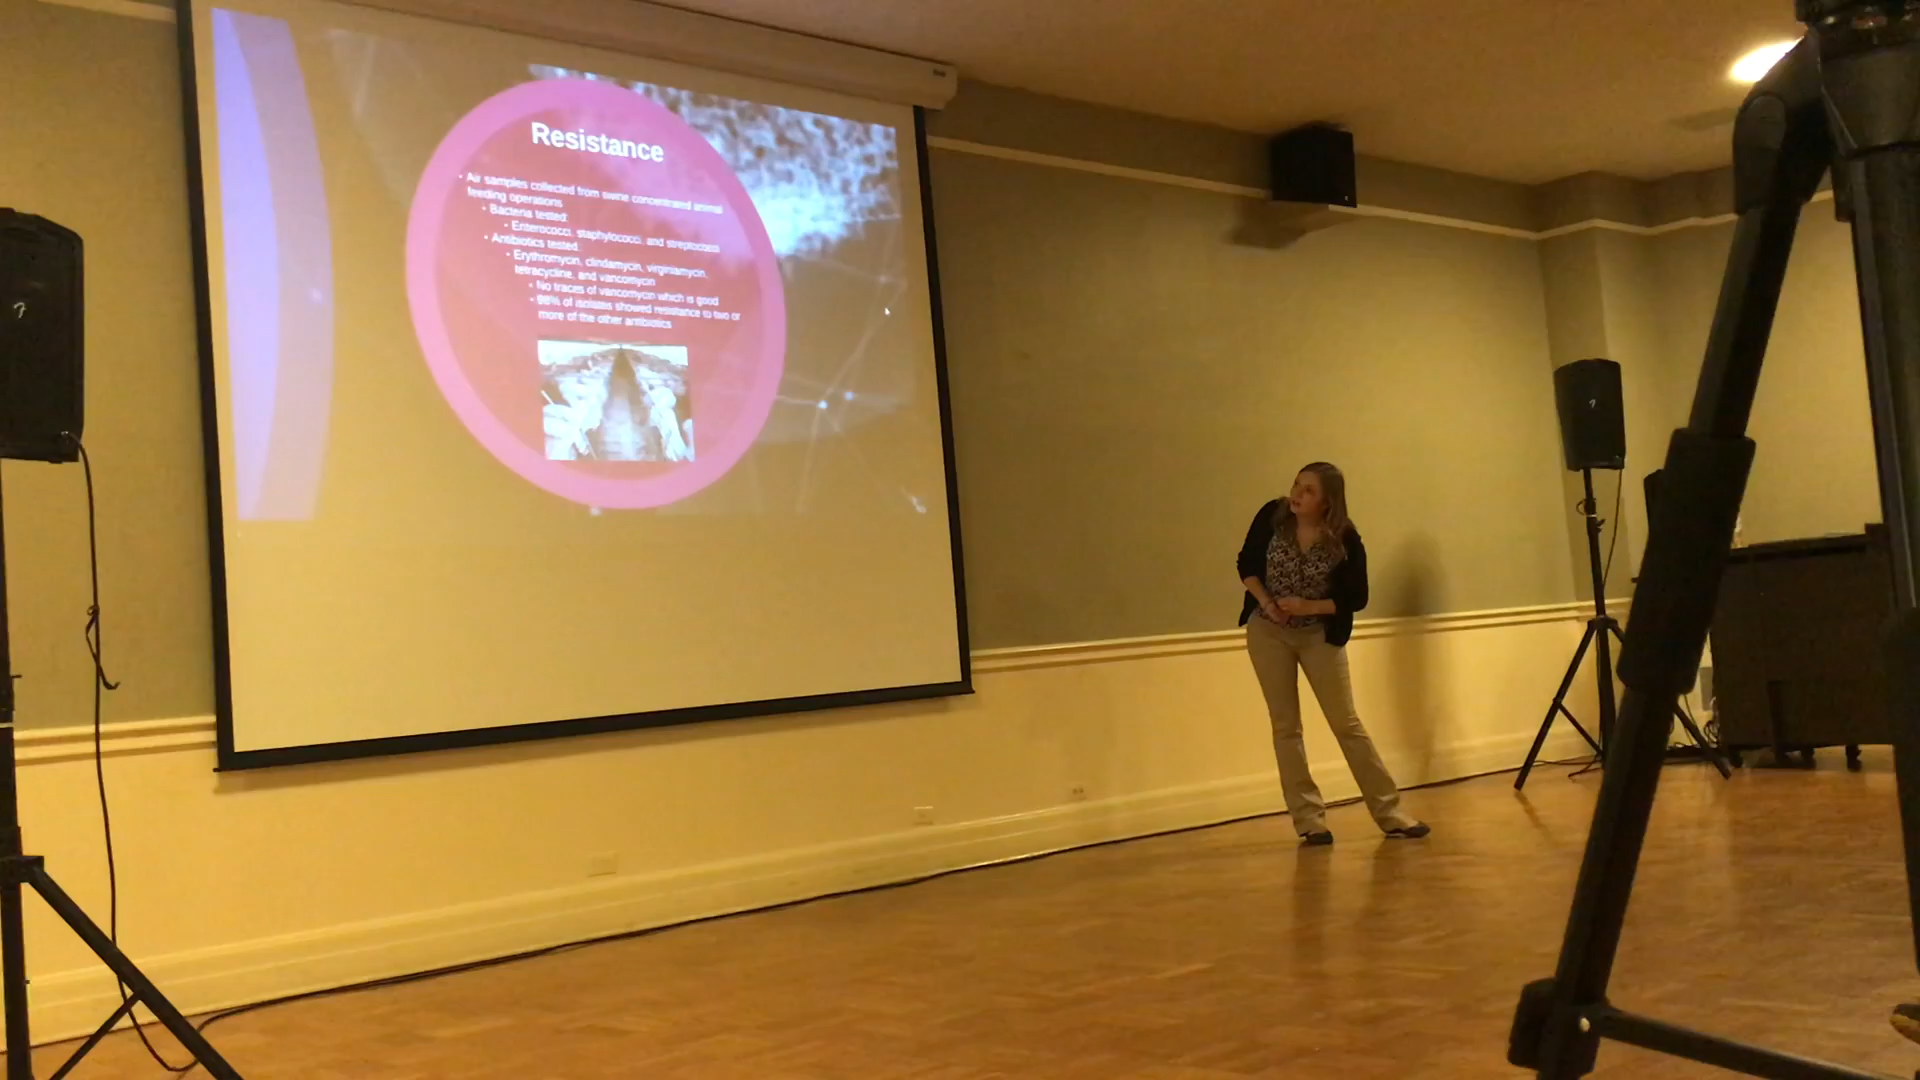 Resistance
Air samples collected from swine concentrated animal
feeding operations
Bacteria tested:
Enterococci, staphylococci, and streptococci
Antibiotics tested:
Erythromycin, clindamycin, virginiamycin,
tetracycline, and vancomycin
No traces of vancomycin which is good
98% of isolates showed resistance to two or
more of the other antibiotics